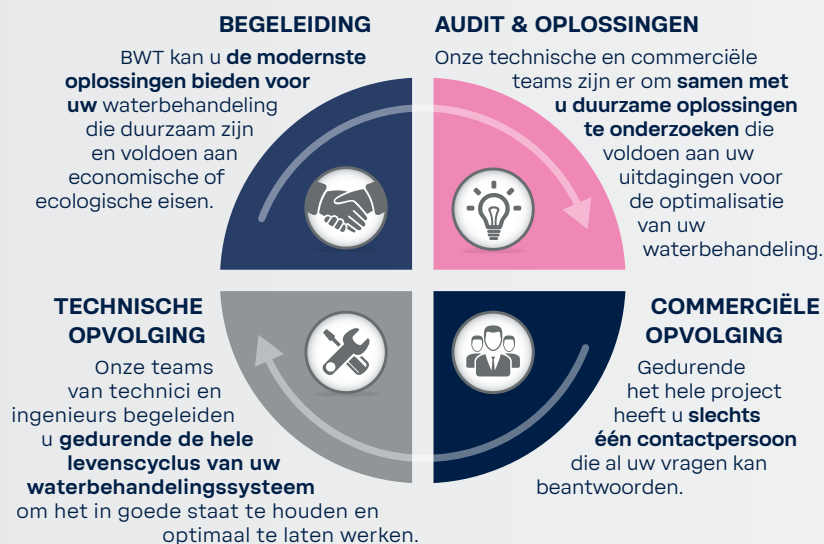 BEGELEIDING
BWT kan u de modernste
oplossingen bieden voor
uw waterbehandeling
die duurzaam zijn
en voldoen aan
economische of
ecologische eisen.
AUDIT & OPLOSSINGEN
Onze technische en commerciële
teams zijn er om samen met
u duurzame oplossingen
te onderzoeken die
voldoen aan uw
uitdagingen voor
de optimalisatie
van uw
waterbehandeling.
TECHNISCHE
OPVOLGING
Onze teams
van technici en
ingenieurs begeleiden
u gedurende de hele
levenscyclus van uw
waterbehandelingssysteem
om het in goede staat te houden en
optimaal te laten werken.
COMMERCIËLE
OPVOLGING
Gedurende
het hele project
heeft u slechts
één contactpersoon
die al uw vragen kan
beantwoorden.